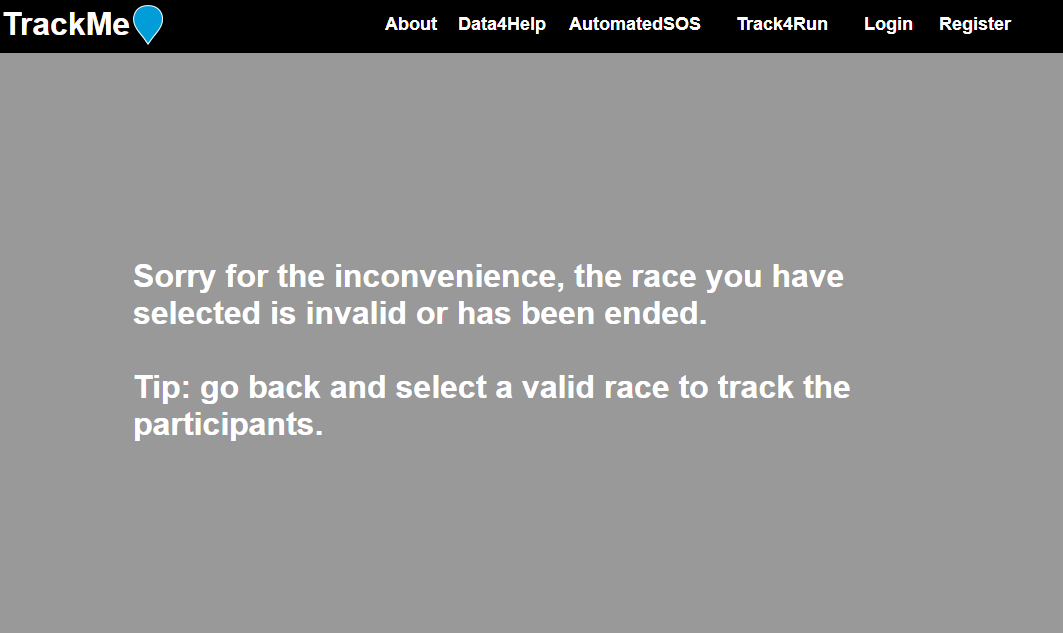 TrackMe About Data4Help AutomatedSOS Track4Run Login Register
Sorry for the inconvenience, the race you have
selected is invalid or has been ended.
Tip: go back and select a valid race to track the
participants.